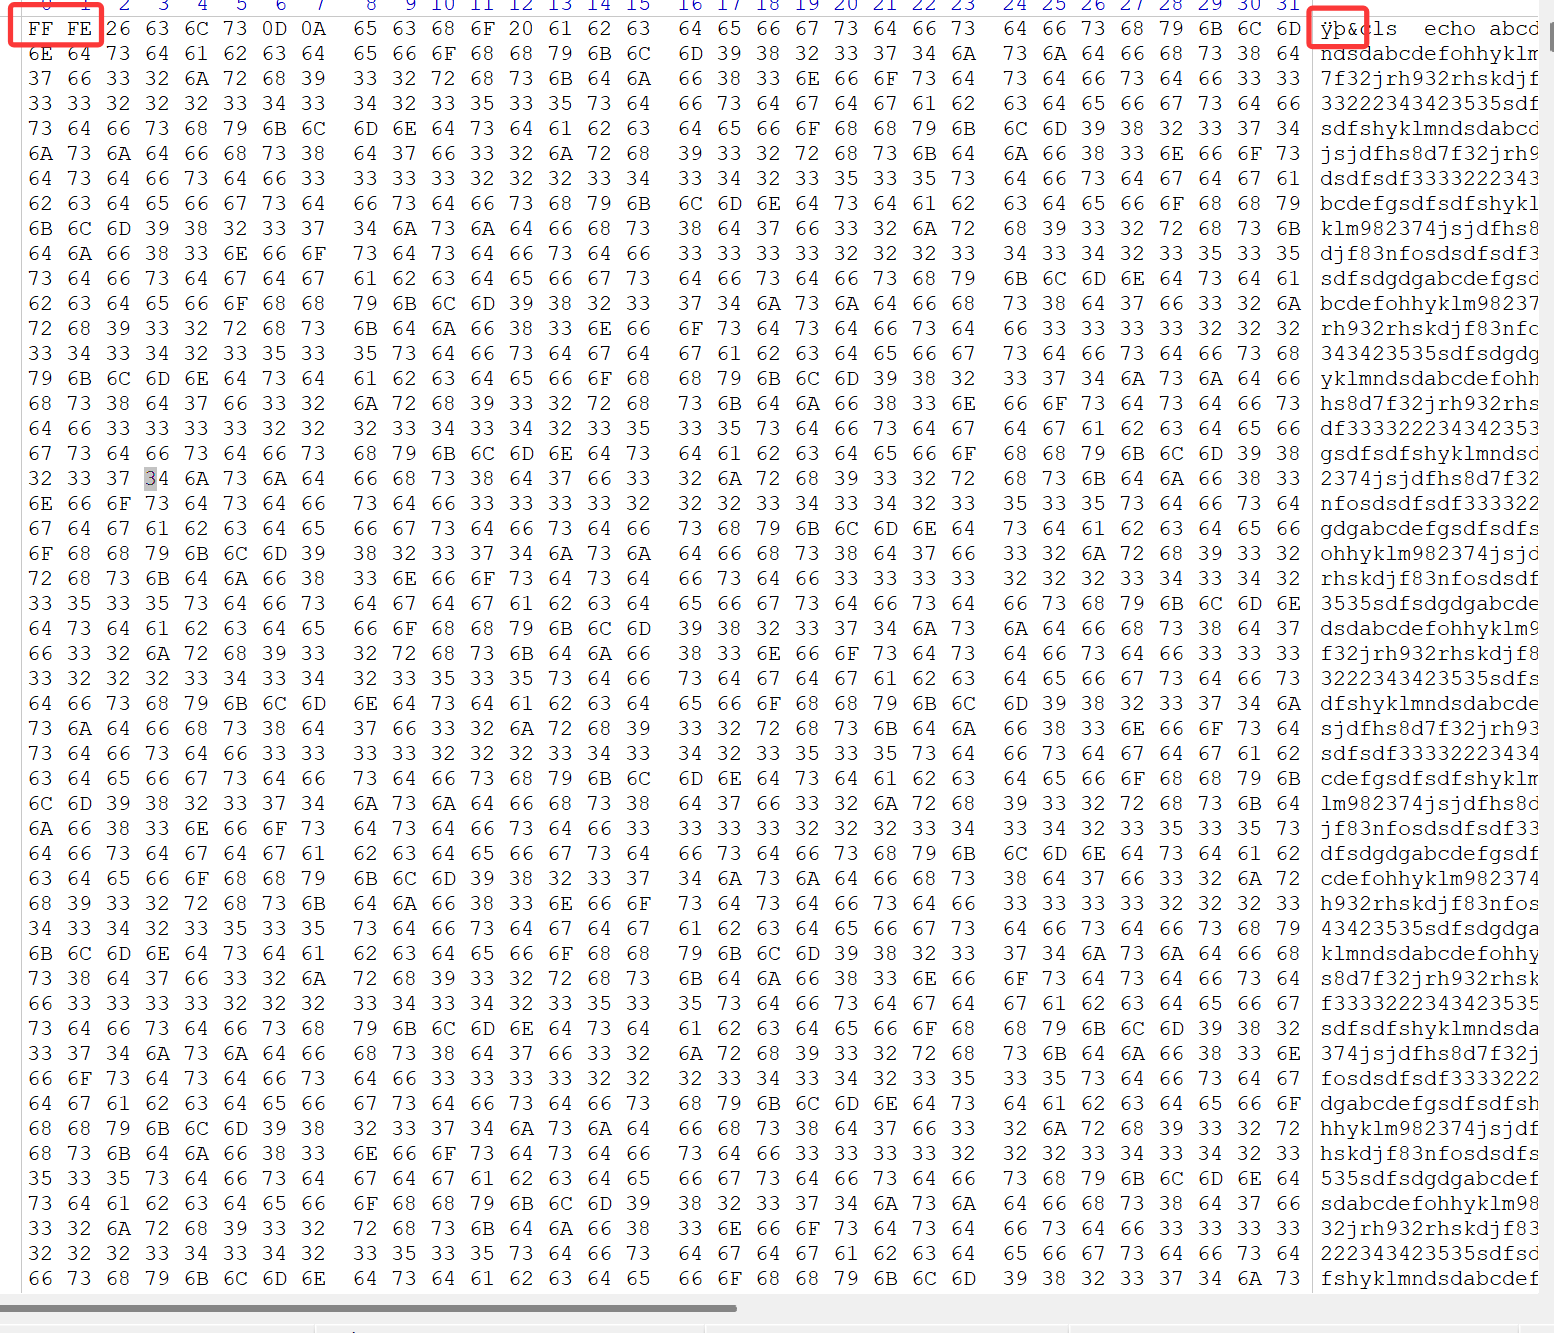 0 1 2 3 4 5 6 7 8 9 10 11 12 13 14 15 16 17 18 19 20 21 22 23 24 25 26 27 28 29 30 31
FF FE 26 63 6C 73 0D 0A 65 63 68 6F 20 61 62 63 64 65 66 67 73 64 66 73 64 66 73 68 79 6B 6C 6D ÿþ&cls echo abcd
6E 64 73 64 61 62 63 64 65 66 6F 68 68 79 6B 6C 6D 39 38 32 33 37 34 6A 73 6A 64 66 68 73 38 64 ndsdabcdefohhyklm
37 66 33 32 6A 72 68 39 33 32 72 68 73 6B 64 6A 66 38 33 6E 66 6F 73 64 73 64 66 73 64 66 33 33 7f32jrh932rhskdjf
33 33 32 32 32 33 34 33 34 32 33 35 33 35 73 64 66 73 64 67 64 67 61 62 63 64 65 66 67 73 64 66 33222343423535sdf
73 64 66 73 68 79 6B 6C 6D 6E 64 73 64 61 62 63 64 65 66 6F 68 68 79 6B 6C 6D 39 38 32 33 37 34 sdfshyklmndsdabcd
6A 73 6A 64 66 68 73 38 64 37 66 33 32 6A 72 68 39 33 32 72 68 73 6B 64 6A 66 38 33 6E 66 6F 73 jsjdfhs8d7f32jrh9
64 73 64 66 73 64 66 33 33 33 33 32 32 32 33 34 33 34 32 33 35 33 35 73 64 66 73 64 67 64 67 61 dsdfsdf3333222343
62 63 64 65 66 67 73 64 66 73 64 66 73 68 79 6B 6C 6D 6E 64 73 64 61 62 63 64 65 66 6F 68 68 79 bcdefgsdfsdfshykl
6B 6C 6D 39 38 32 33 37 34 6A 73 6A 64 66 68 73 38 64 37 66 33 32 6A 72 68 39 33 32 72 68 73 6B klm982374jsjdfhs8
64 6A 66 38 33 6E 66 6F 73 64 73 64 66 73 64 66 33 33 33 33 32 32 32 33 34 33 34 32 33 35 33 35 djf83nfosdsdfsdf3
73 64 66 73 64 67 64 67 61 62 63 64 65 66 67 73 64 66 73 64 66 73 68 79 6B 6C 6D 6E 64 73 64 61 sdfsdgdgabcdefgsd
62 63 64 65 66 6F 68 68 79 6B 6C 6D 39 38 32 33 37 34 6A 73 6A 64 66 68 73 38 64 37 66 33 32 6A bcdefohhyklm98237
72 68 39 33 32 72 68 73 6B 64 6A 66 38 33 6E 66 6F 73 64 73 64 66 73 64 66 33 33 33 33 32 32 32 rh932rhskdjf83nfo
33 34 33 34 32 33 35 33 35 73 64 66 73 64 67 64 67 61 62 63 64 65 66 67 73 64 66 73 64 66 73 68 343423535sdfsdgdg
79 6B 6C 6D 6E 64 73 64 61 62 63 64 65 66 6F 68 68 79 6B 6C 6D 39 38 32 33 37 34 6A 73 6A 64 66 yklmndsdabcdefohh
68 73 38 64 37 66 33 32 6A 72 68 39 33 32 72 68 73 6B 64 6A 66 38 33 6E 66 6F 73 64 73 64 66 73 hs8d7f32jrh932rhs
64 66 33 33 33 33 32 32 32 33 34 33 34 32 33 35 33 35 73 64 66 73 64 67 64 67 61 62 63 64 65 66 df333322234342353
67 73 64 66 73 64 66 73 68 79 6B 6C 6D 6E 64 73 64 61 62 63 64 65 66 6F 68 68 79 6B 6C 6D 39 38 gsdfsdfshyklmndsd
32 33 37 34 6A 73 6A 64 66 68 73 38 64 37 66 33 32 6A 72 68 39 33 32 72 68 73 6B 64 6A 66 38 33 2374jsjdfhs8d7f32
6E 66 6F 73 64 73 64 66 73 64 66 33 33 33 33 32 32 32 33 34 33 34 32 33 35 33 35 73 64 66 73 64 nfosdsdfsdf333322
67 64 67 61 62 63 64 65 66 67 73 64 66 73 64 66 73 68 79 6B 6C 6D 6E 64 73 64 61 62 63 64 65 66 gdgabcdefgsdfsdfs
6F 68 68 79 6B 6C 6D 39 38 32 33 37 34 6A 73 6A 64 66 68 73 38 64 37 66 33 32 6A 72 68 39 33 32 ohhyklm982374jsjd
72 68 73 6B 64 6A 66 38 33 6E 66 6F 73 64 73 64 66 73 64 66 33 33 33 33 32 32 32 33 34 33 34 32 rhskdjf83nfosdsdf
33 35 33 35 73 64 66 73 64 67 64 67 61 62 63 64 65 66 67 73 64 66 73 64 66 73 68 79 6B 6C 6D 6E 3535sdfsdgdgabcde
64 73 64 61 62 63 64 65 66 6F 68 68 79 6B 6C 6D 39 38 32 33 37 34 6A 73 6A 64 66 68 73 38 64 37 dsdabcdefohhyklm9
66 33 32 6A 72 68 39 33 32 72 68 73 6B 64 6A 66 38 33 6E 66 6F 73 64 73 64 66 73 64 66 33 33 33 f32jrh932rhskdjf8
33 32 32 32 33 34 33 34 32 33 35 33 35 73 64 66 73 64 67 64 67 61 62 63 64 65 66 67 73 64 66 73 3222343423535sdfs
64 66 73 68 79 6B 6C 6D 6E 64 73 64 61 62 63 64 65 66 6F 68 68 79 6B 6C 6D 39 38 32 33 37 34 6A dfshyklmndsdabcde
73 6A 64 66 68 73 38 64 37 66 33 32 6A 72 68 39 33 32 72 68 73 6B 64 6A 66 38 33 6E 66 6F 73 64 sjdfhs8d7f32jrh93
73 64 66 73 64 66 33 33 33 33 32 32 32 33 34 33 34 32 33 35 33 35 73 64 66 73 64 67 64 67 61 62 sdfsdf33332223434
63 64 65 66 67 73 64 66 73 64 66 73 68 79 6B 6C 6D 6E 64 73 64 61 62 63 64 65 66 6F 68 68 79 6B cdefgsdfsdfshyklm
6C 6D 39 38 32 33 37 34 6A 73 6A 64 66 68 73 38 64 37 66 33 32 6A 72 68 39 33 32 72 68 73 6B 64 lm982374jsjdfhs8d
6A 66 38 33 6E 66 6F 73 64 73 64 66 73 64 66 33 33 33 33 32 32 32 33 34 33 34 32 33 35 33 35 73 jf83nfosdsdfsdf33
64 66 73 64 67 64 67 61 62 63 64 65 66 67 73 64 66 73 64 66 73 68 79 6B 6C 6D 6E 64 73 64 61 62 dfsdgdgabcdefgsdf
63 64 65 66 6F 68 68 79 6B 6C 6D 39 38 32 33 37 34 6A 73 6A 64 66 68 73 38 64 37 66 33 32 6A 72 cdefohhyklm982374
68 39 33 32 72 68 73 6B 64 6A 66 38 33 6E 66 6F 73 64 73 64 66 73 64 66 33 33 33 33 32 32 32 33 h932rhskdjf83nfos
34 33 34 32 33 35 33 35 73 64 66 73 64 67 64 67 61 62 63 64 65 66 67 73 64 66 73 64 66 73 68 79 43423535sdfsdgdga
6B 6C 6D 6E 64 73 64 61 62 63 64 65 66 6F 68 68 79 6B 6C 6D 39 38 32 33 37 34 6A 73 6A 64 66 68 klmndsdabcdefohhy
73 38 64 37 66 33 32 6A 72 68 39 33 32 72 68 73 6B 64 6A 66 38 33 6E 66 6F 73 64 73 64 66 73 64 s8d7f32jrh932rhsk
66 33 33 33 33 32 32 32 33 34 33 34 32 33 35 33 35 73 64 66 73 64 67 64 67 61 62 63 64 65 66 67 f3333222343423535
73 64 66 73 64 66 73 68 79 6B 6C 6D 6E 64 73 64 61 62 63 64 65 66 6F 68 68 79 6B 6C 6D 39 38 32 sdfsdfshyklmndsda
33 37 34 6A 73 6A 64 66 68 73 38 64 37 66 33 32 6A 72 68 39 33 32 72 68 73 6B 64 6A 66 38 33 6E 374jsjdfhs8d7f32j
66 6F 73 64 73 64 66 73 64 66 33 33 33 33 32 32 32 33 34 33 34 32 33 35 33 35 73 64 66 73 64 67 fosdsdfsdf3333222
64 67 61 62 63 64 65 66 67 73 64 66 73 64 66 73 68 79 6B 6C 6D 6E 64 73 64 61 62 63 64 65 66 6F dgabcdefgsdfsdfsh
68 68 79 6B 6C 6D 39 38 32 33 37 34 6A 73 6A 64 66 68 73 38 64 37 66 33 32 6A 72 68 39 33 32 72 hhyklm982374jsjdf
68 73 6B 64 6A 66 38 33 6E 66 6F 73 64 73 64 66 73 64 66 33 33 33 33 32 32 32 33 34 33 34 32 33 hskdjf83nfosdsdfs
35 33 35 73 64 66 73 64 67 64 67 61 62 63 64 65 66 67 73 64 66 73 64 66 73 68 79 6B 6C 6D 6E 64 535sdfsdgdgabcdef
73 64 61 62 63 64 65 66 6F 68 68 79 6B 6C 6D 39 38 32 33 37 34 6A 73 6A 64 66 68 73 38 64 37 66 sdabcdefohhyklm98
33 32 6A 72 68 39 33 32 72 68 73 6B 64 6A 66 38 33 6E 66 6F 73 64 73 64 66 73 64 66 33 33 33 33 32jrh932rhskdjf83
32 32 32 33 34 33 34 32 33 35 33 35 73 64 66 73 64 67 64 67 61 62 63 64 65 66 67 73 64 66 73 64 222343423535sdfsd
66 73 68 79 6B 6C 6D 6E 64 73 64 61 62 63 64 65 66 6F 68 68 79 6B 6C 6D 39 38 32 33 37 34 6A 73 fshyklmndsdabcdef